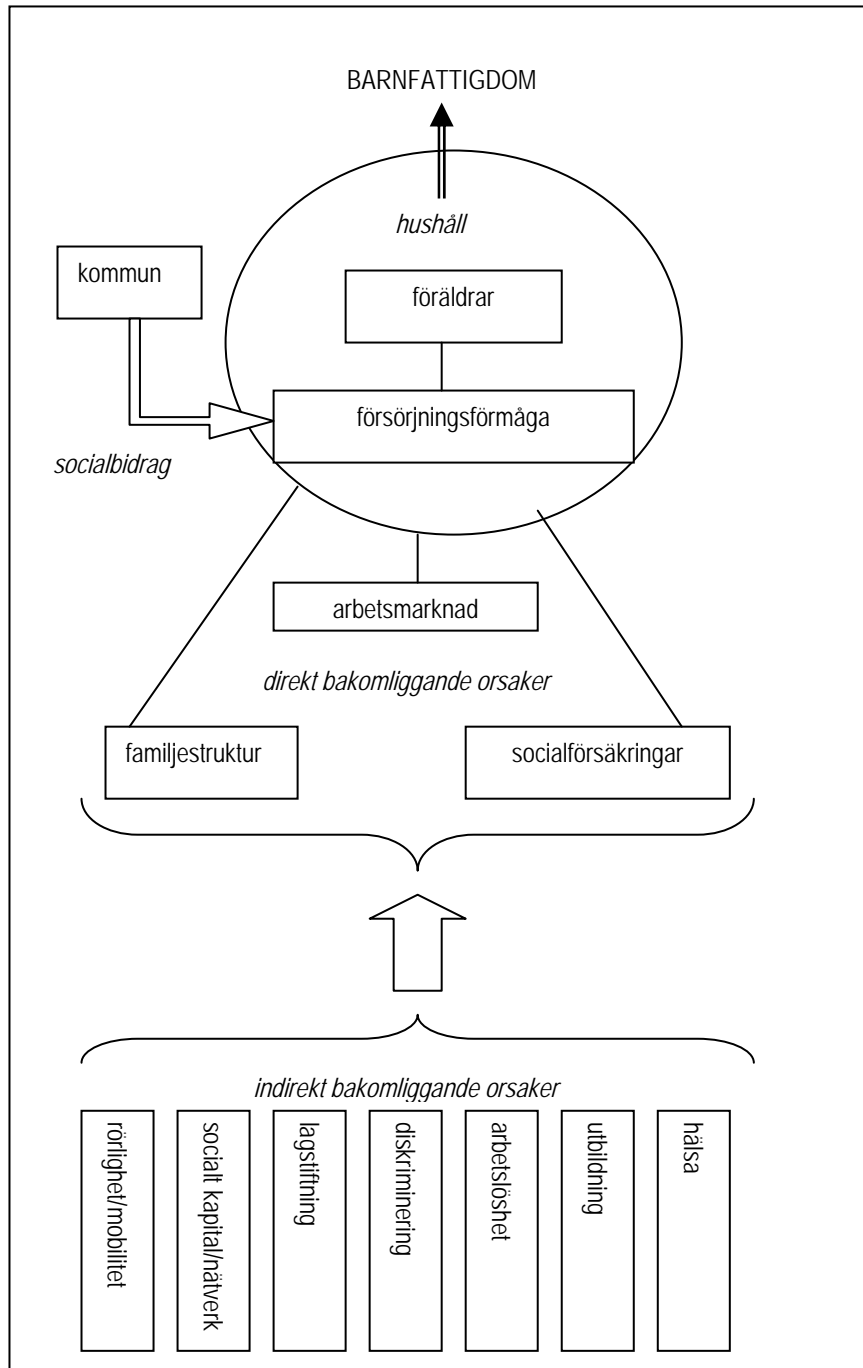 BARNFATTIGDOM
hushåll
kommun
föräldrar
försörjningsförmåga
socialbidrag
arbetsmarknad
direkt bakomliggande orsaker
familjestruktur
socialförsäkringar
indirekt bakomliggande orsaker
rörlighet/mobilitet
socialt kapital/nätverk
lagstiftning
diskriminering
arbetslöshet
utbildning
hälsa